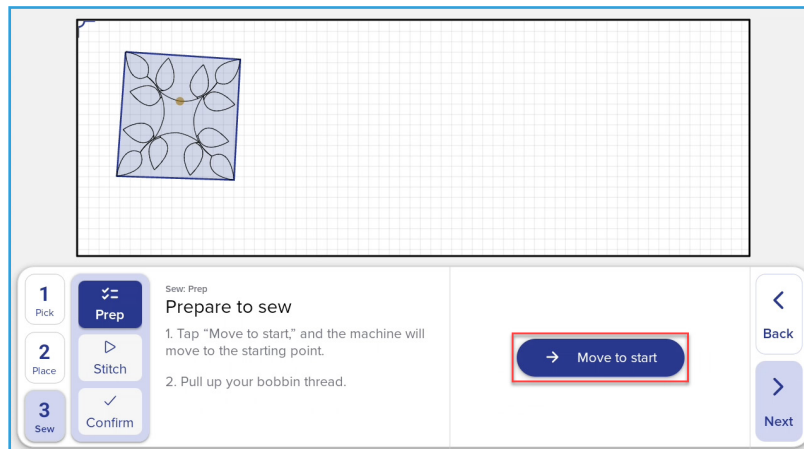 1
Pick
2
Place
3
Sew
Prep
Stitch
Confirm
Sew: Prep
Prepare to sew
1. Tap “Move to start,” and the machine will
move to the starting point.
2. Pull up your bobbin thread.
Move to start
Back
Next